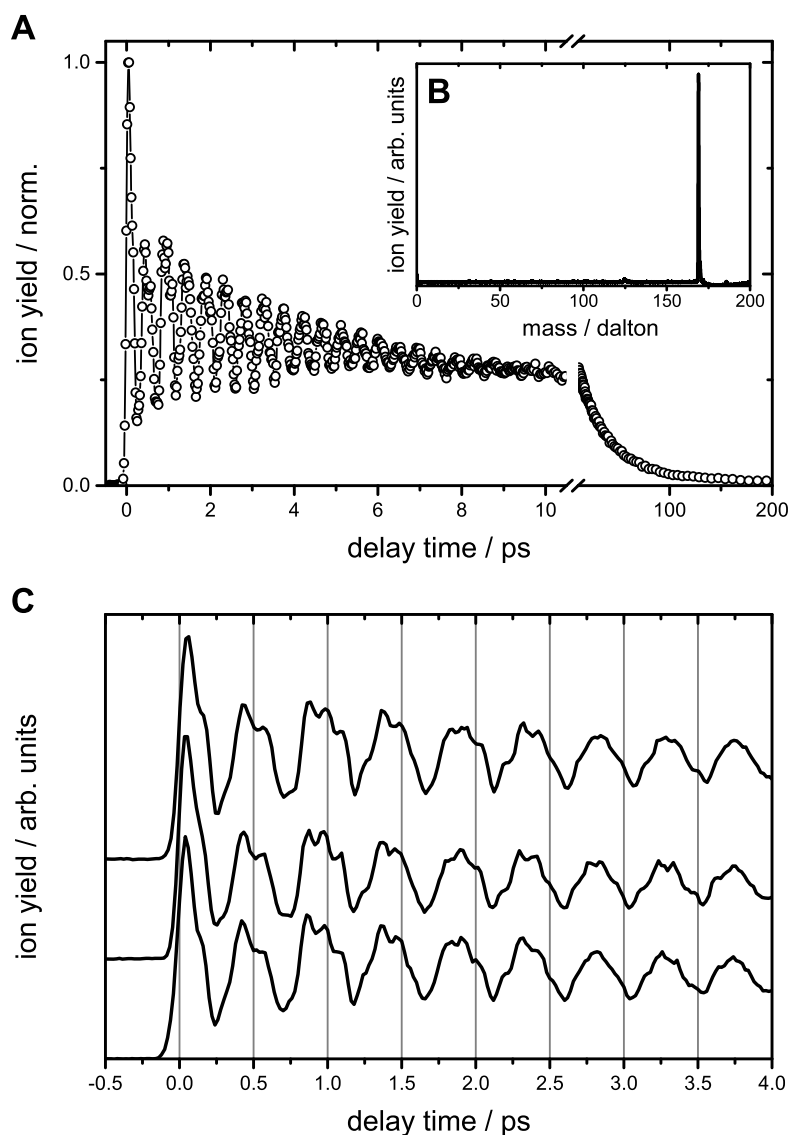 A
1.0
0.5
0.0
ion yield / norm.
0 2 4 6 8 10 100 200
delay time / ps
B
ion yield / arb. units
0 50 100 150 200
mass / dalton
C
ion yield / arb. units
-0.5 0.0 0.5 1.0 1.5 2.0 2.5 3.0 3.5 4.0
delay time / ps